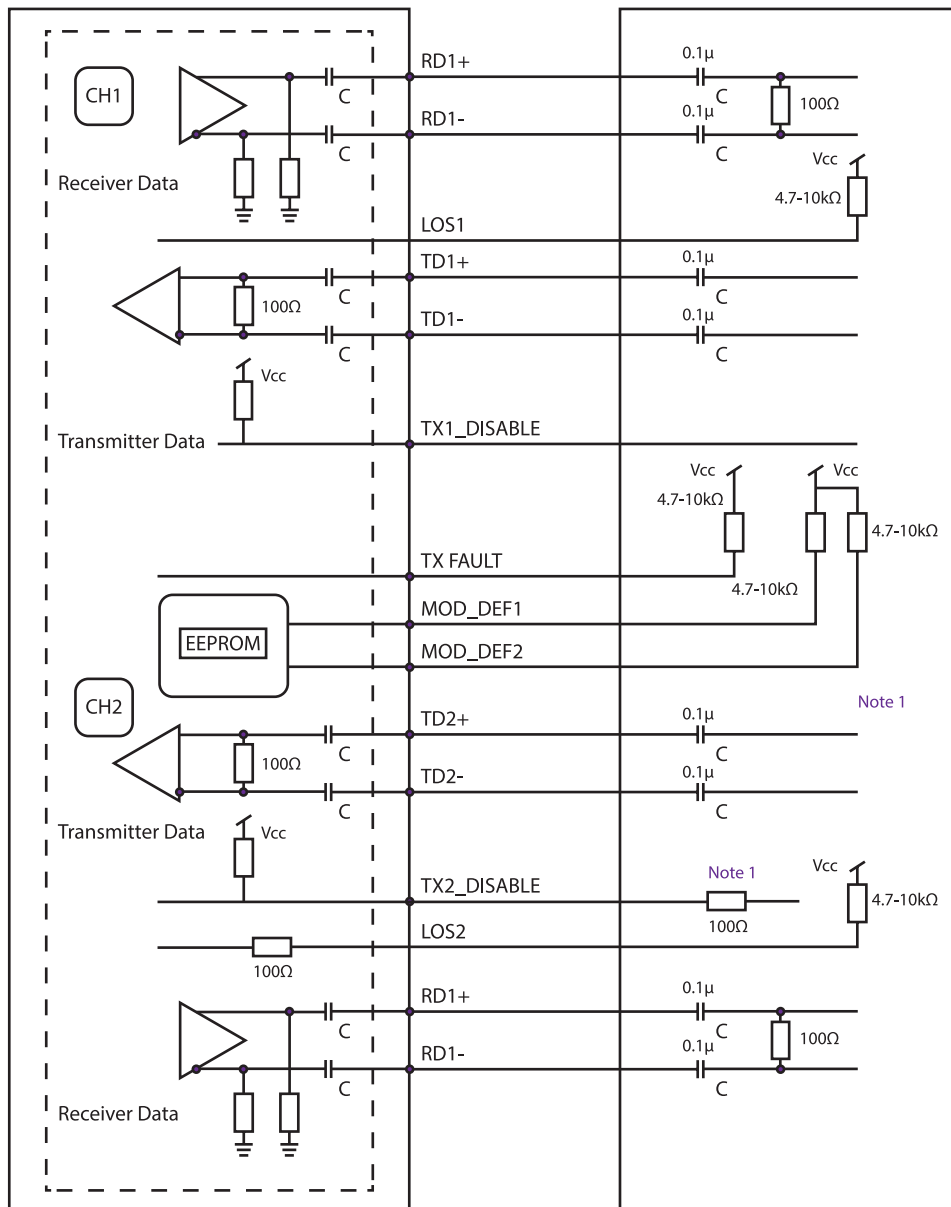 RD1+
0.1µ
CH1
C
C
100Ω
RD1-
0.1µ
C
C
Vcc
Receiver Data
4.7-10kΩ
LOS1
TD1+
0.1µ
100Ω
C
C
TD1-
0.1µ
C
C
Vcc
TX1_DISABLE
Transmitter Data
Vcc
Vcc
4.7-10kΩ
4.7-10kΩ
TX FAULT
4.7-10kΩ
MOD_DEF1
EEPROM
MOD_DEF2
CH2
Note 1
TD2+
0.1µ
100Ω
C
C
TD2-
0.1µ
C
C
Transmitter Data
Vcc
TX2_DISABLE
Note 1
Vcc
4.7-10kΩ
100Ω
LOS2
100Ω
RD1+
0.1µ
C
C
100Ω
RD1-
0.1µ
C
C
Receiver Data